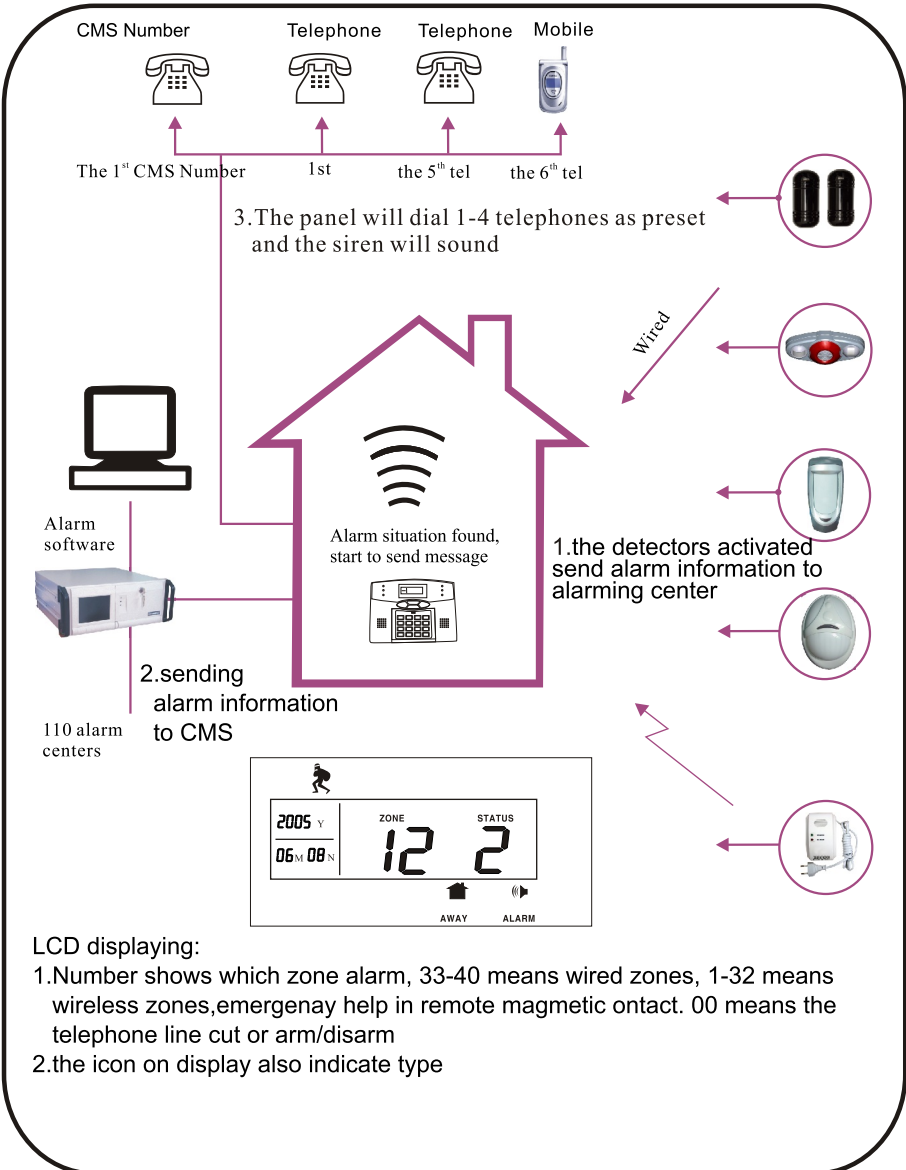 CMS Number Telephone Telephone Mobile
The 1st CMS Number 1st the 5th tel the 6th tel
3.The panel will dial 1-4 telephones as preset
and the siren will sound
Wired
Alarm
software
Alarm situation found,
start to send message
1.the detectors activated
send alarm information to
alarming center
2.sending
alarm information
to CMS
110 alarm
centers
ZONE STATUS
2005 Y
12 2
06 M 08 N
AWAY ALARM
LCD displaying:
1.Number shows which zone alarm, 33-40 means wired zones, 1-32 means
wireless zones,emergenay help in remote magmetic ontact. 00 means the
telephone line cut or arm/disarm
2.the icon on display also indicate type